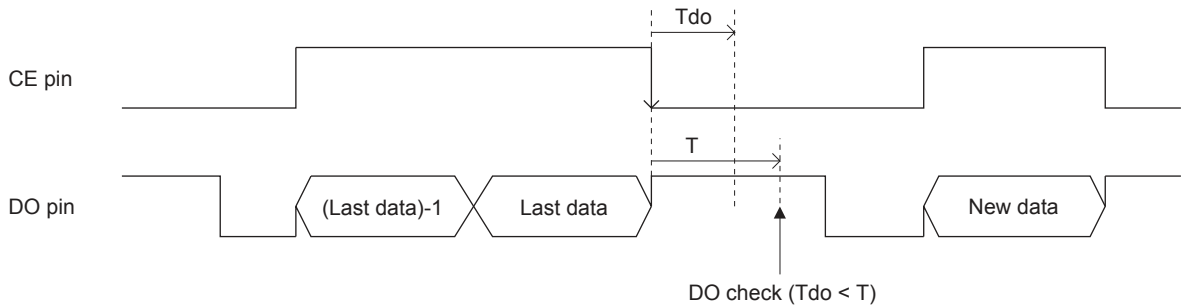 Tdo
CE pin
T
DO pin
(Last data)-1
Last data
New data
DO check (Tdo < T)